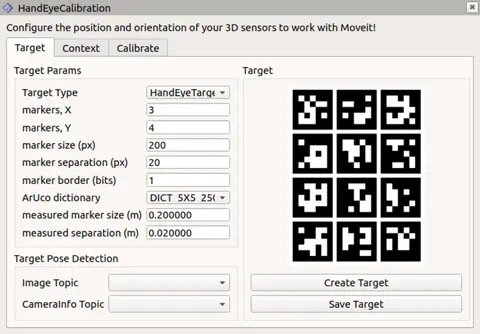 HandEyeCalibration
Configure the position and orientation of your 3D sensors to work with Moveit!
Target Context Calibrate
Target Params
Target Type HandEyeTarge
markers, X 3
markers, Y 4
marker size (px) 200
marker separation (px) 20
marker border (bits) 1
ArUco dictionary DICT_5X5_250
measured marker size (m) 0.200000
measured separation (m) 0.020000
Target Pose Detection
Image Topic
CameraInfo Topic
Target
Create Target
Save Target